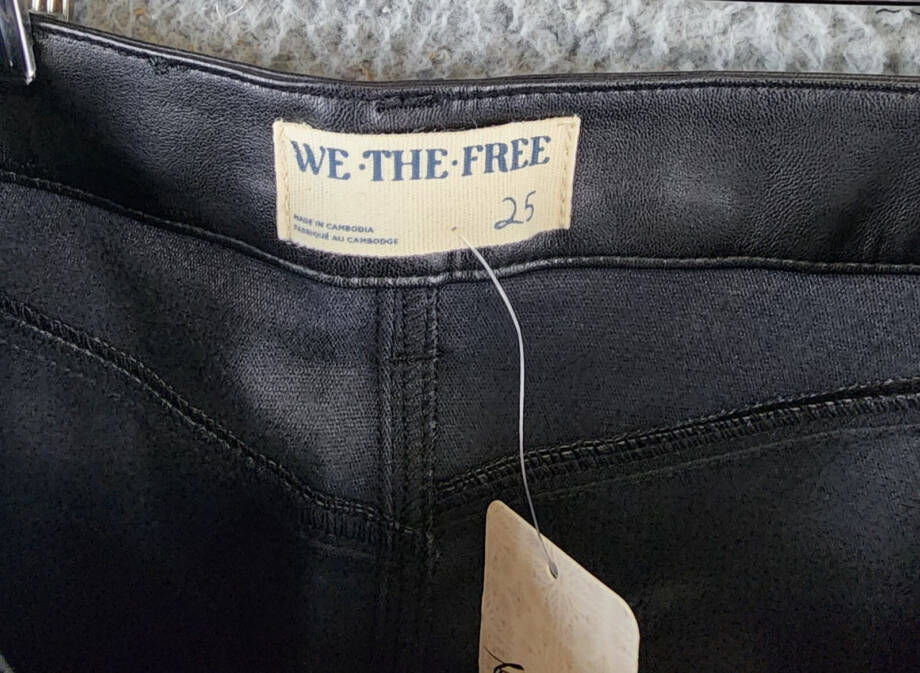 WE·THE·FREE
25
MADE IN CAMBODIA
FABRIQUÉ AU CAMBODGE